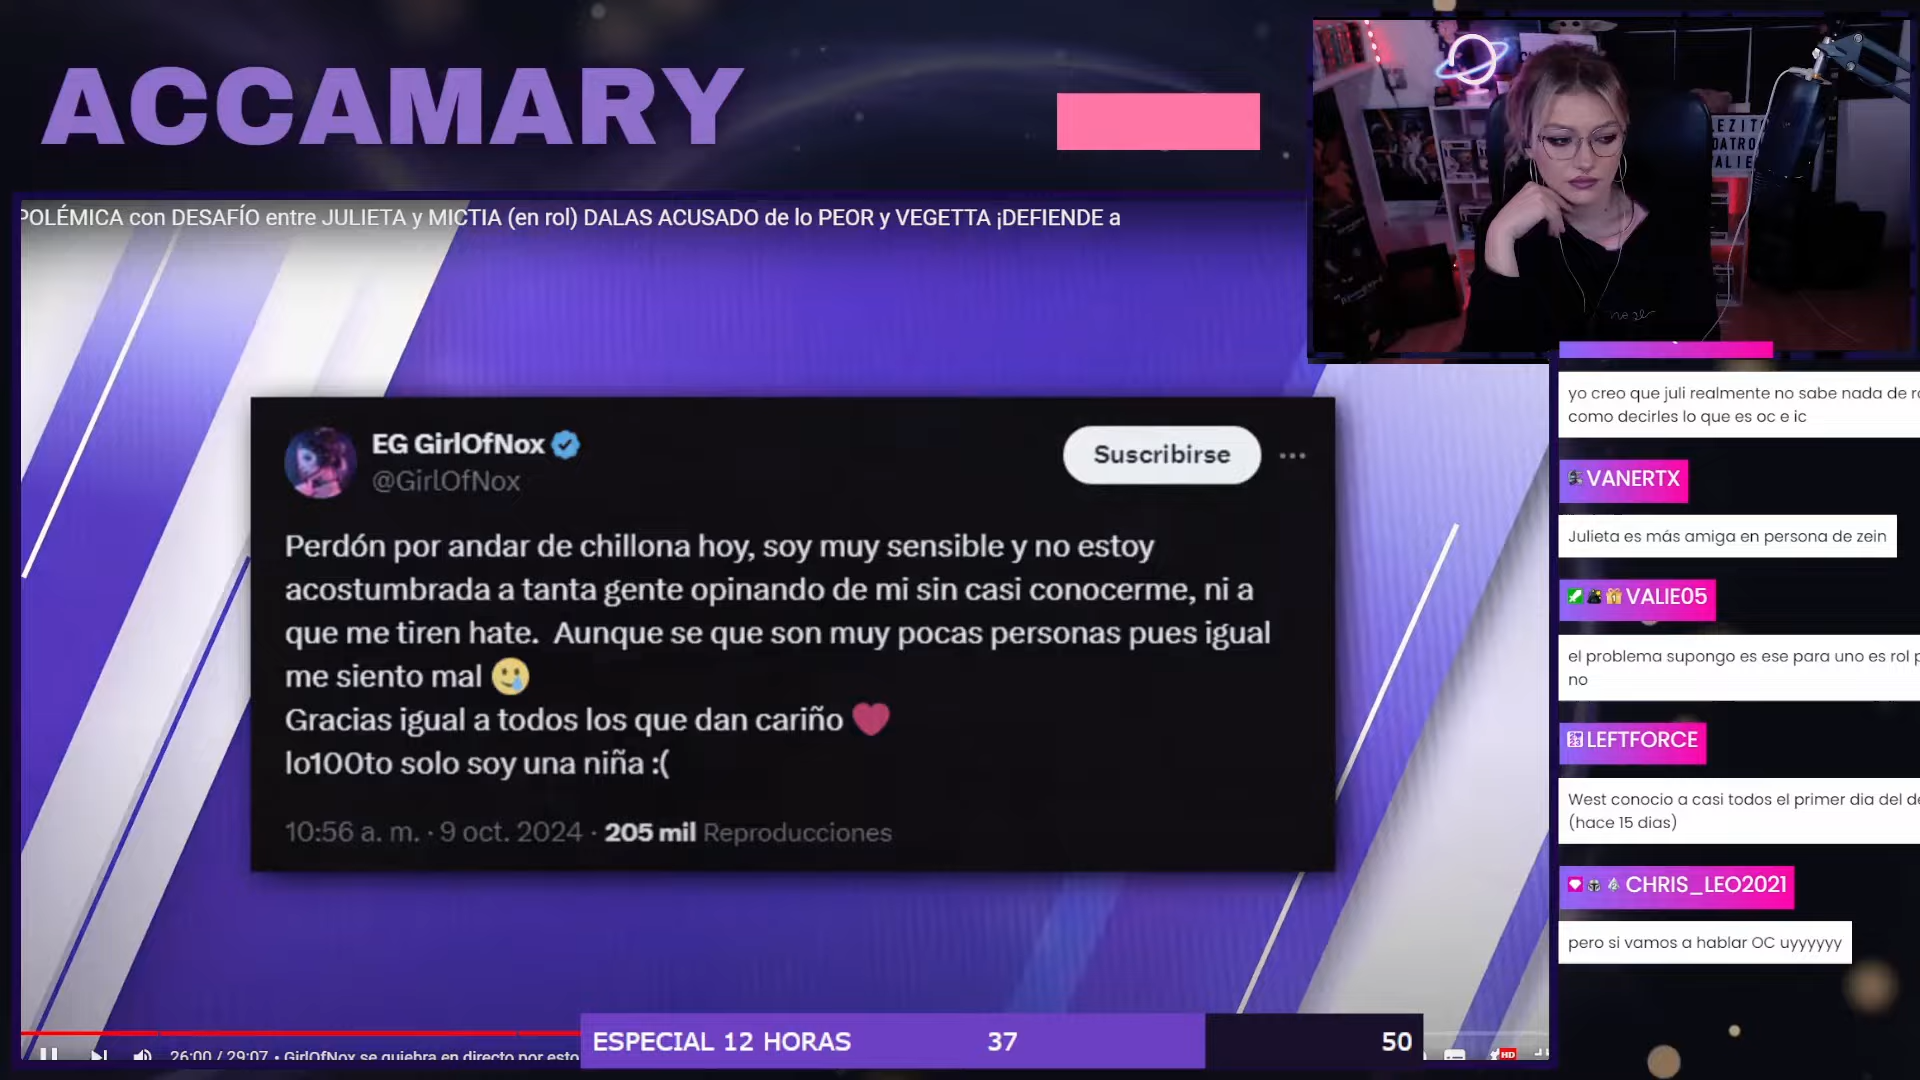 ACCAMARY
POLÉMICA con DESAFÍO entre JULIETA y MICTIA (en rol) DALAS ACUSADO de lo PEOR y VEGETTA ¡DEFIENDE a
EG GirlOfNox
@GirlOfNox
Suscribirse
Perdón por andar de chillona hoy, soy muy sensible y no estoy
acostumbrada a tanta gente opinando de mi sin casi conocerme, ni a
que me tiren hate. Aunque se que son muy pocas personas pues igual
me siento mal 🥲
Gracias igual a todos los que dan cariño ❤
lo100to solo soy una niña :(
10:56 a. m. · 9 oct. 2024 · 205 mil Reproducciones
26:00 / 29:07 • GirlOfNox se quiebra en directo por esto
HD
ESPECIAL 12 HORAS 37 50
yo creo que juli realmente no sabe nada de
como decirles lo que es oc e ic
VANERTX
Julieta es más amiga en persona de zein
VALIE05
el problema supongo es ese para uno es rol
no
LEFTFORCE
West conocio a casi todos el primer dia del
(hace 15 dias)
CHRIS_LEO2021
pero si vamos a hablar OC uyyyyyy